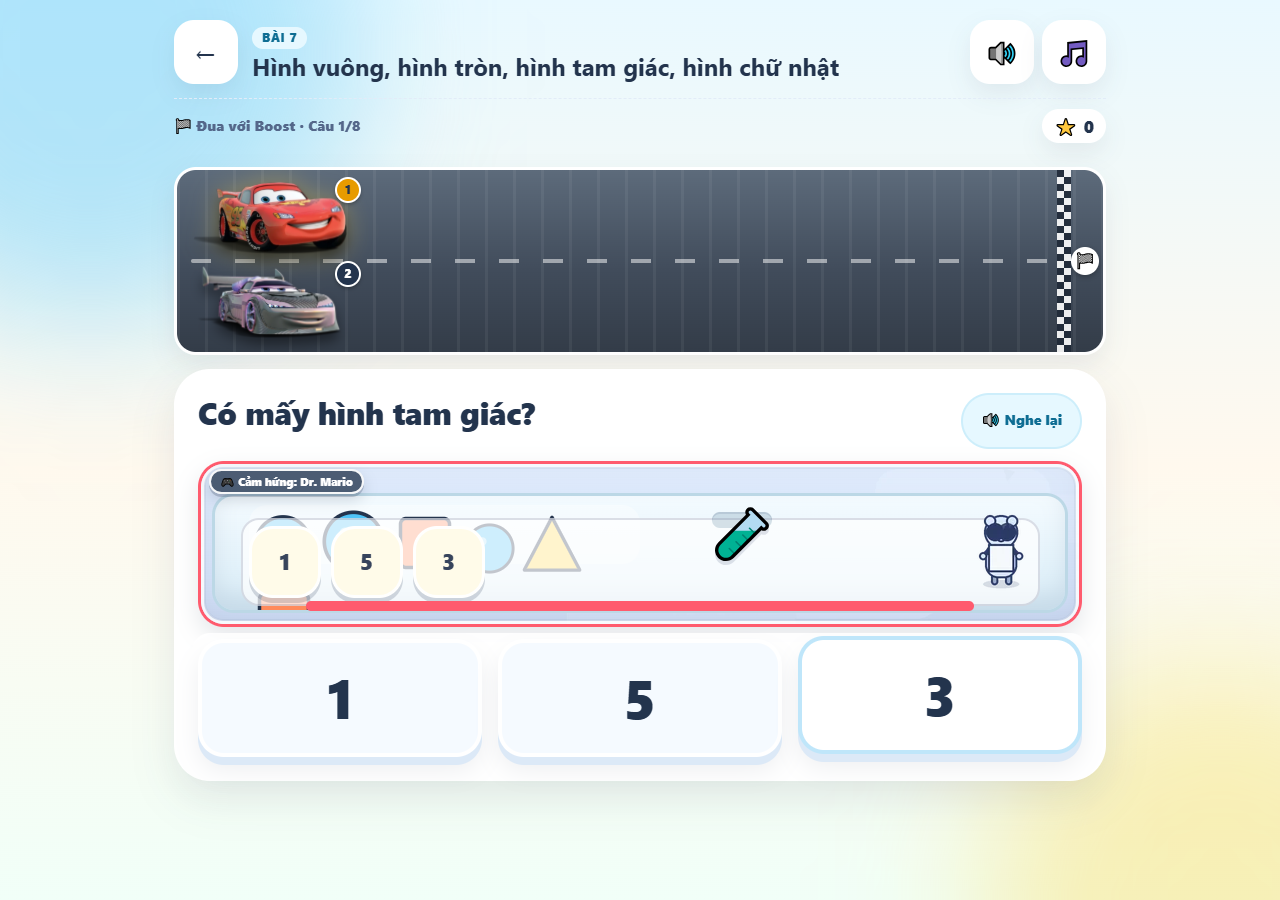 ←
BÀI 7
Hình vuông, hình tròn, hình tam giác, hình chữ nhật
Đua với Boost · Câu 1/8
0
1
2
Có mấy hình tam giác?
Nghe lại
Cảm hứng: Dr. Mario
1 5 3
1 5 3